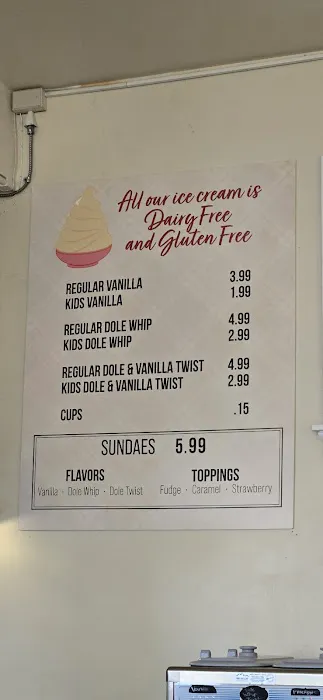 All our ice cream is
Dairy Free
and Gluten Free
REGULAR VANILLA 3.99
KIDS VANILLA 1.99
REGULAR DOLE WHIP 4.99
KIDS DOLE WHIP 2.99
REGULAR DOLE & VANILLA TWIST 4.99
KIDS DOLE & VANILLA TWIST 2.99
CUPS .15
SUNDAES 5.99
FLAVORS TOPPINGS
Vanilla · Dole Whip · Dole Twist Fudge · Caramel · Strawberry